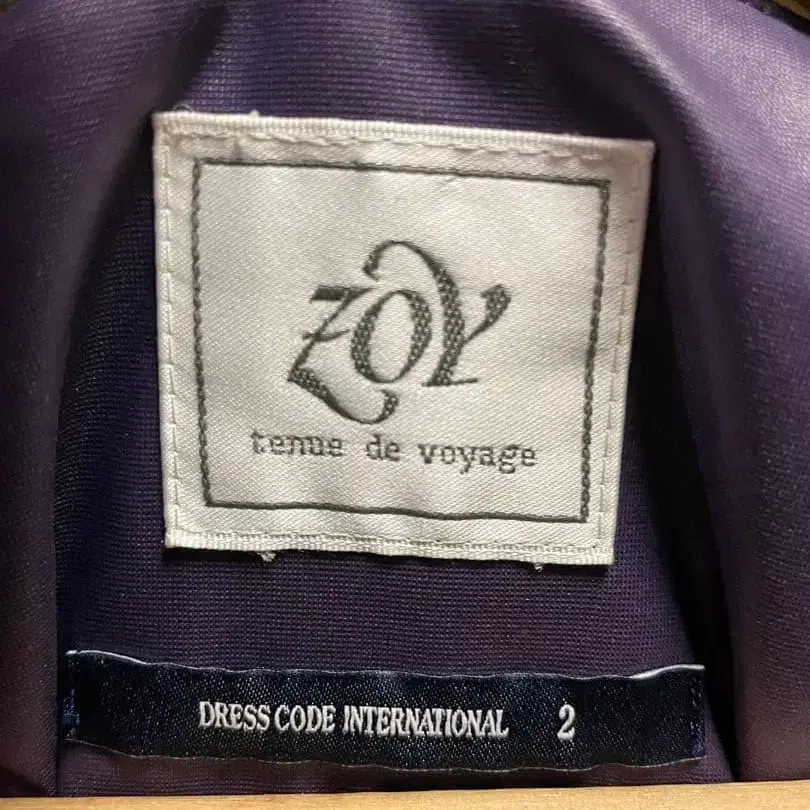 ZOY
tenue de voyage
DRESS CODE INTERNATIONAL 2